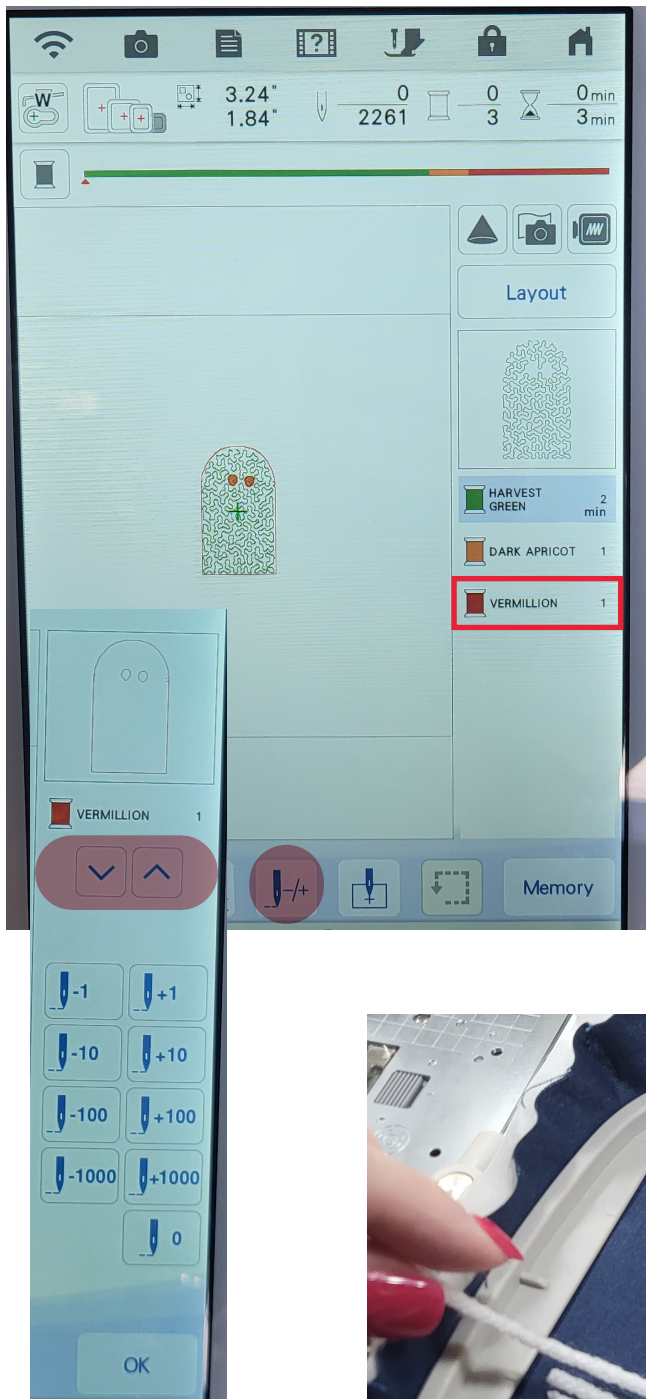 ?
W
3.24"
1.84"
0
2261
0
3
0 min
3 min
Layout
HARVEST
GREEN
2
min
DARK APRICOT 1
VERMILLION 1
-/+
Memory
VERMILLION 1
-1 +1
-10 +10
-100 +100
-1000 +1000
0
OK